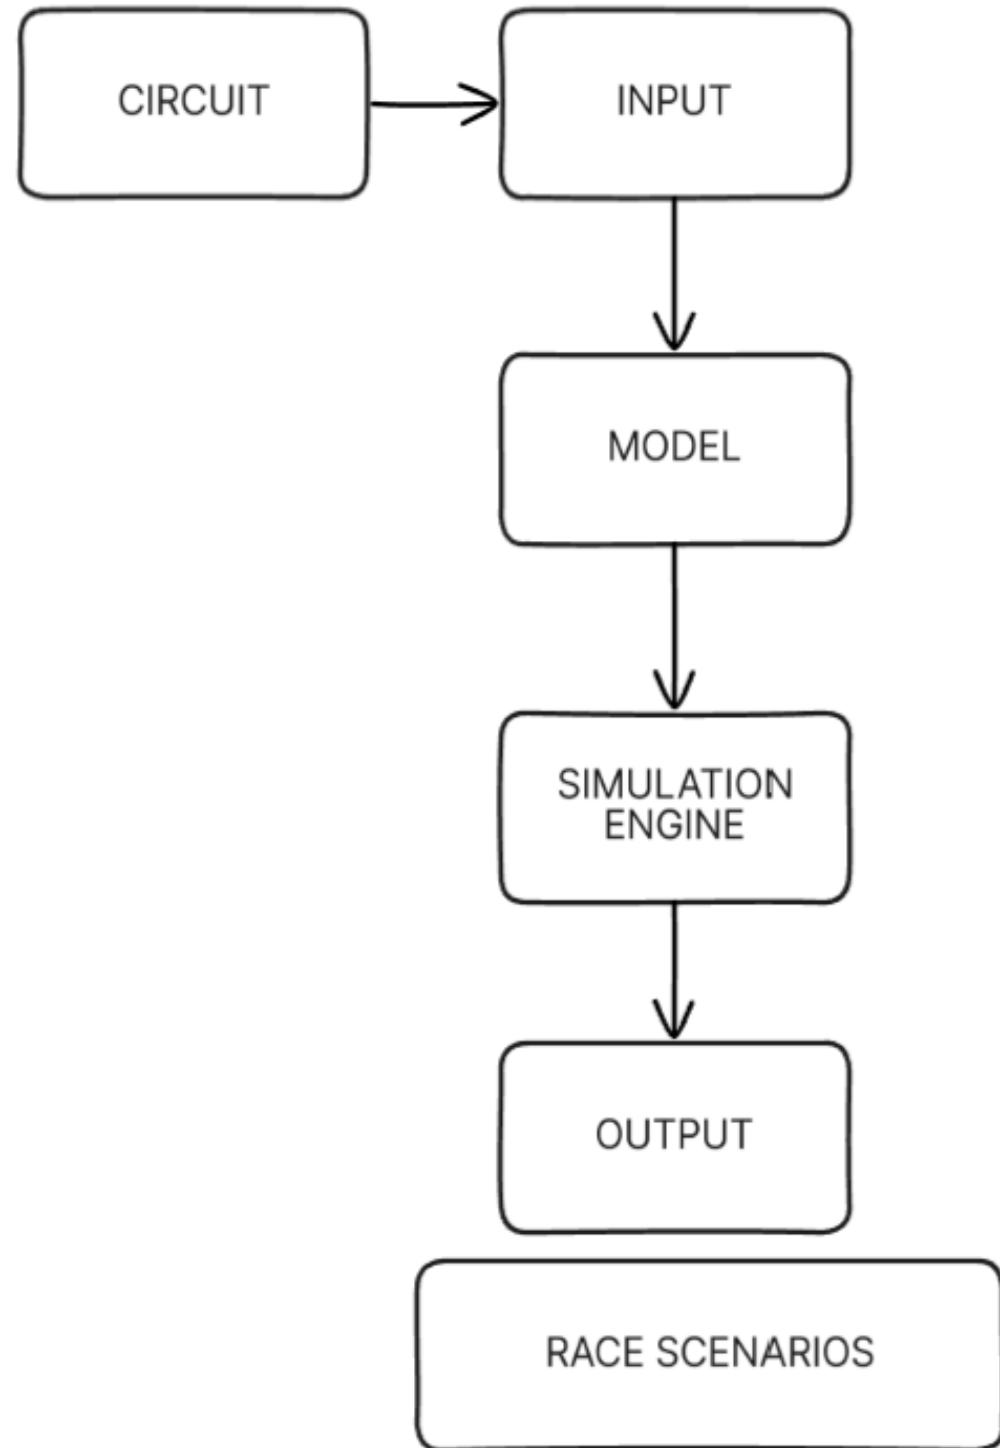 CIRCUIT
INPUT
MODEL
SIMULATION
ENGINE
OUTPUT
RACE SCENARIOS